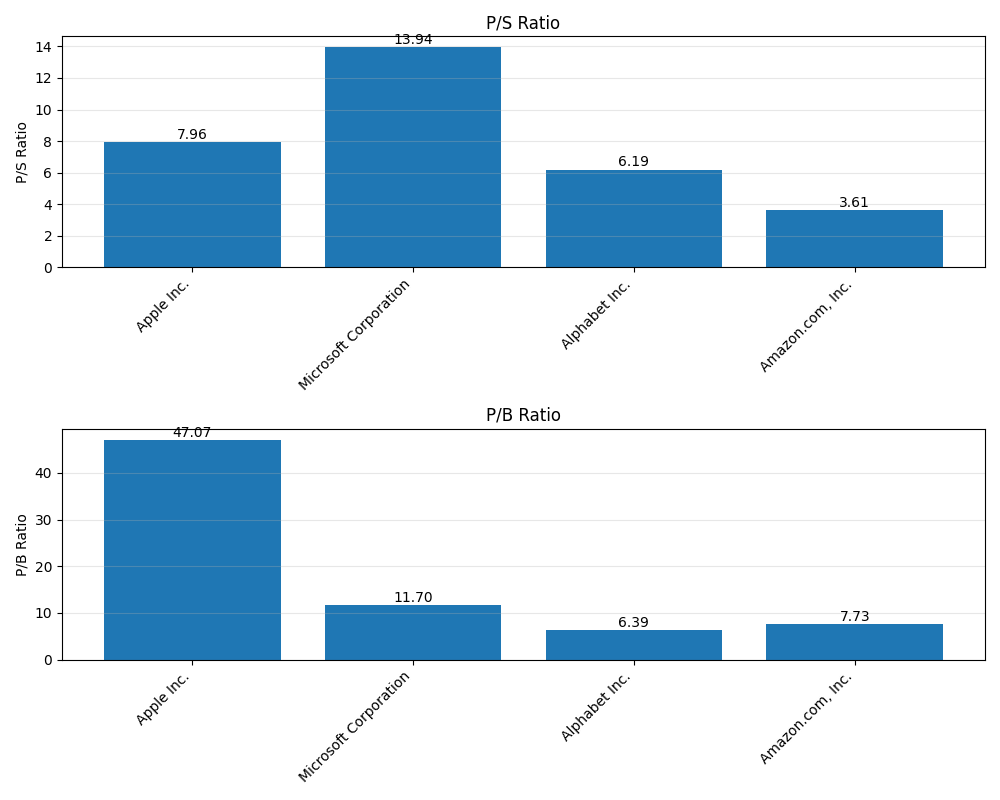 P/S Ratio
P/S Ratio
14
12
10
8
6
4
2
0
7.96
13.94
6.19
3.61
Apple Inc.
Microsoft Corporation
Alphabet Inc.
Amazon.com, Inc.
P/B Ratio
P/B Ratio
40
30
20
10
0
47.07
11.70
6.39
7.73
Apple Inc.
Microsoft Corporation
Alphabet Inc.
Amazon.com, Inc.